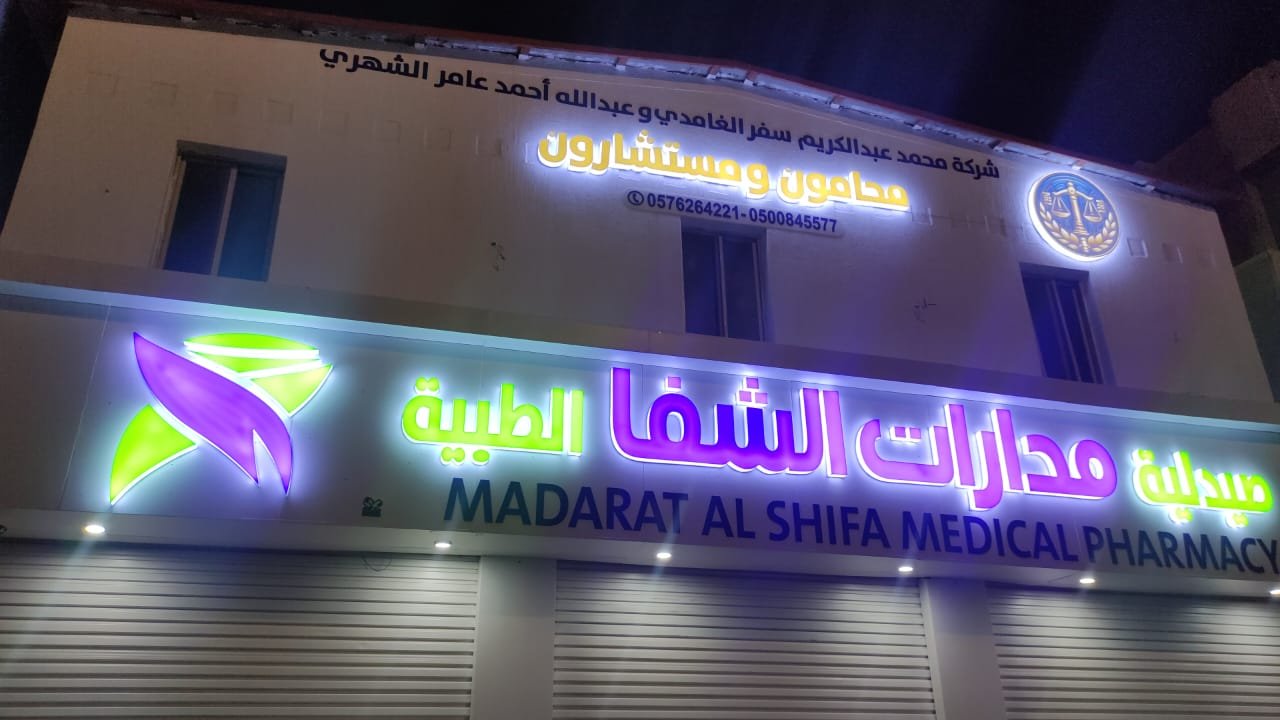 شركة محمد عبدالكريم سفر الغامدي و عبدالله أحمد عامر الشهري
محامون ومستشارون
0576264221- 0500845577
صيدلية مدارات الشفا الطبية
MADARAT AL SHIFA MEDICAL PHARMACY